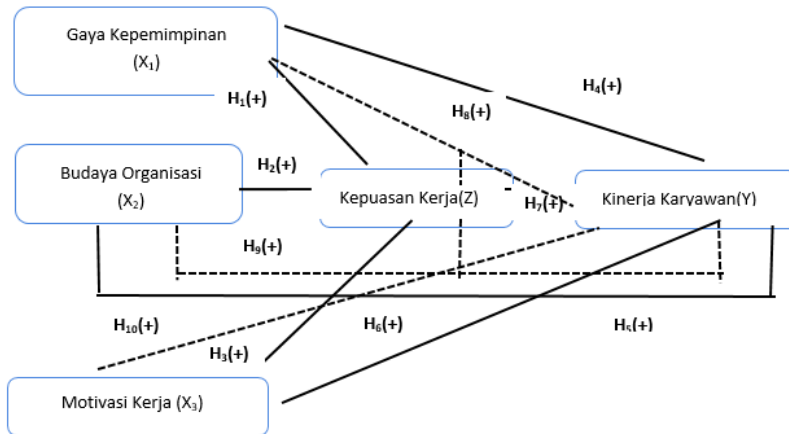 Gaya Kepemimpinan
(X₁)
H₄(+)
H₁(+)
H₈(+)
Budaya Organisasi
(X₂)
H₂(+)
Kepuasan Kerja(Z)
H₇(+)
Kinerja Karyawan(Y)
H₉(+)
H₁₀(+)
H₆(+)
H₅(+)
H₃(+)
Motivasi Kerja (X₃)